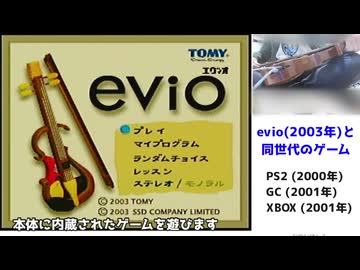 TOMY
evio
エヴィオ
プレイ
マイプログラム
ランダムチョイス
レッスン
ステレオ / モノラル
© 2003 TOMY
© 2003 SSD COMPANY LIMITED
本体に内蔵されたゲームを遊びます
evio(2003年)と
同世代のゲーム
PS2 (2000年)
GC (2001年)
XBOX (2001年)